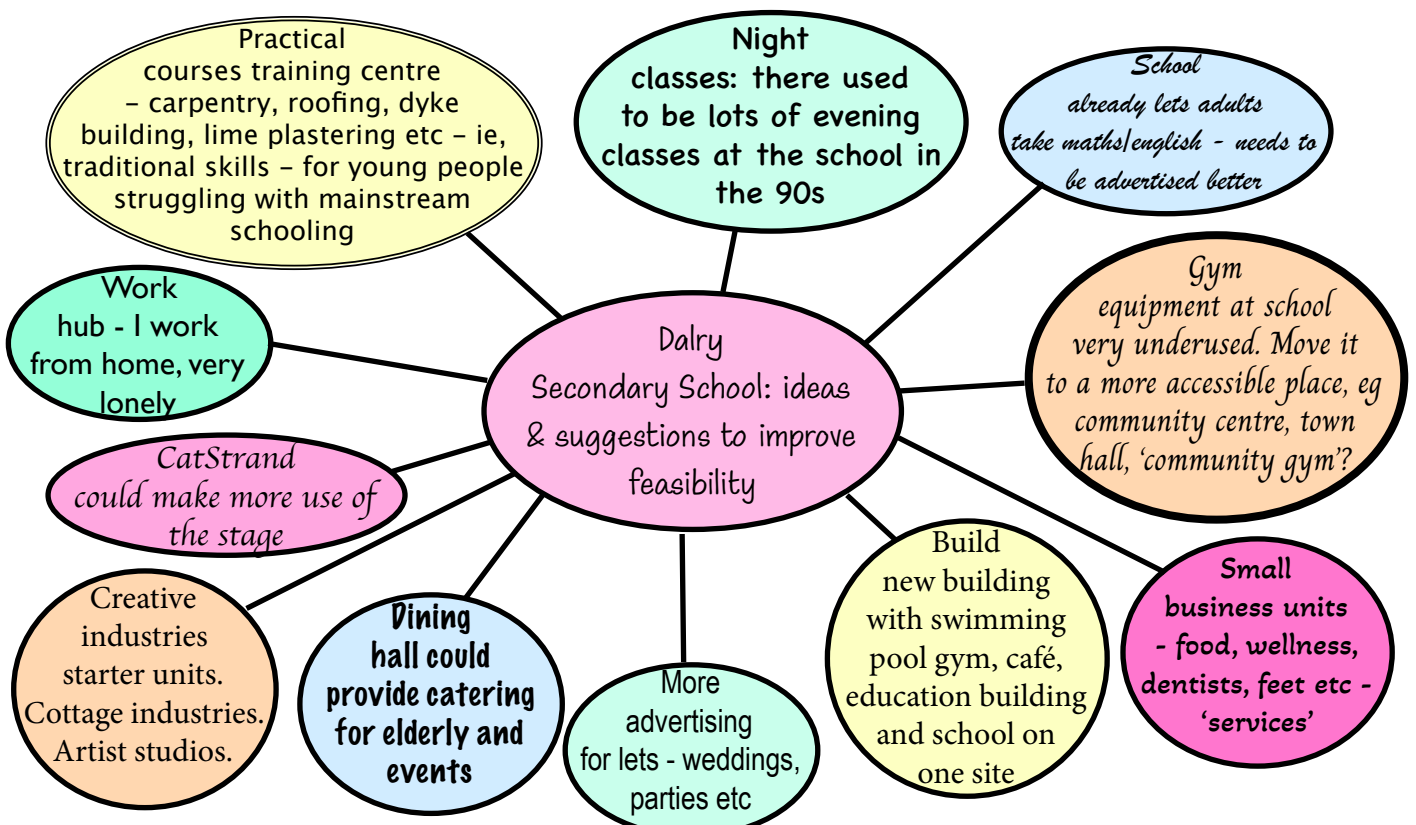 Practical
courses training centre
– carpentry, roofing, dyke
building, lime plastering etc – ie,
traditional skills – for young people
struggling with mainstream
schooling
Night
classes: there used
to be lots of evening
classes at the school in
the 90s
School
already lets adults
take maths/english - needs to
be advertised better
Work
hub - I work
from home, very
lonely
Dalry
Secondary School: ideas
& suggestions to improve
feasibility
Gym
equipment at school
very underused. Move it
to a more accessible place, eg
community centre, town
hall, ‘community gym’?
CatStrand
could make more use of
the stage
Creative
industries
starter units.
Cottage industries.
Artist studios.
Dining
hall could
provide catering
for elderly and
events
More
advertising
for lets - weddings,
parties etc
Build
new building
with swimming
pool gym, café,
education building
and school on
one site
Small
business units
- food, wellness,
dentists, feet etc -
‘services’